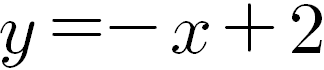 y = − x + 2